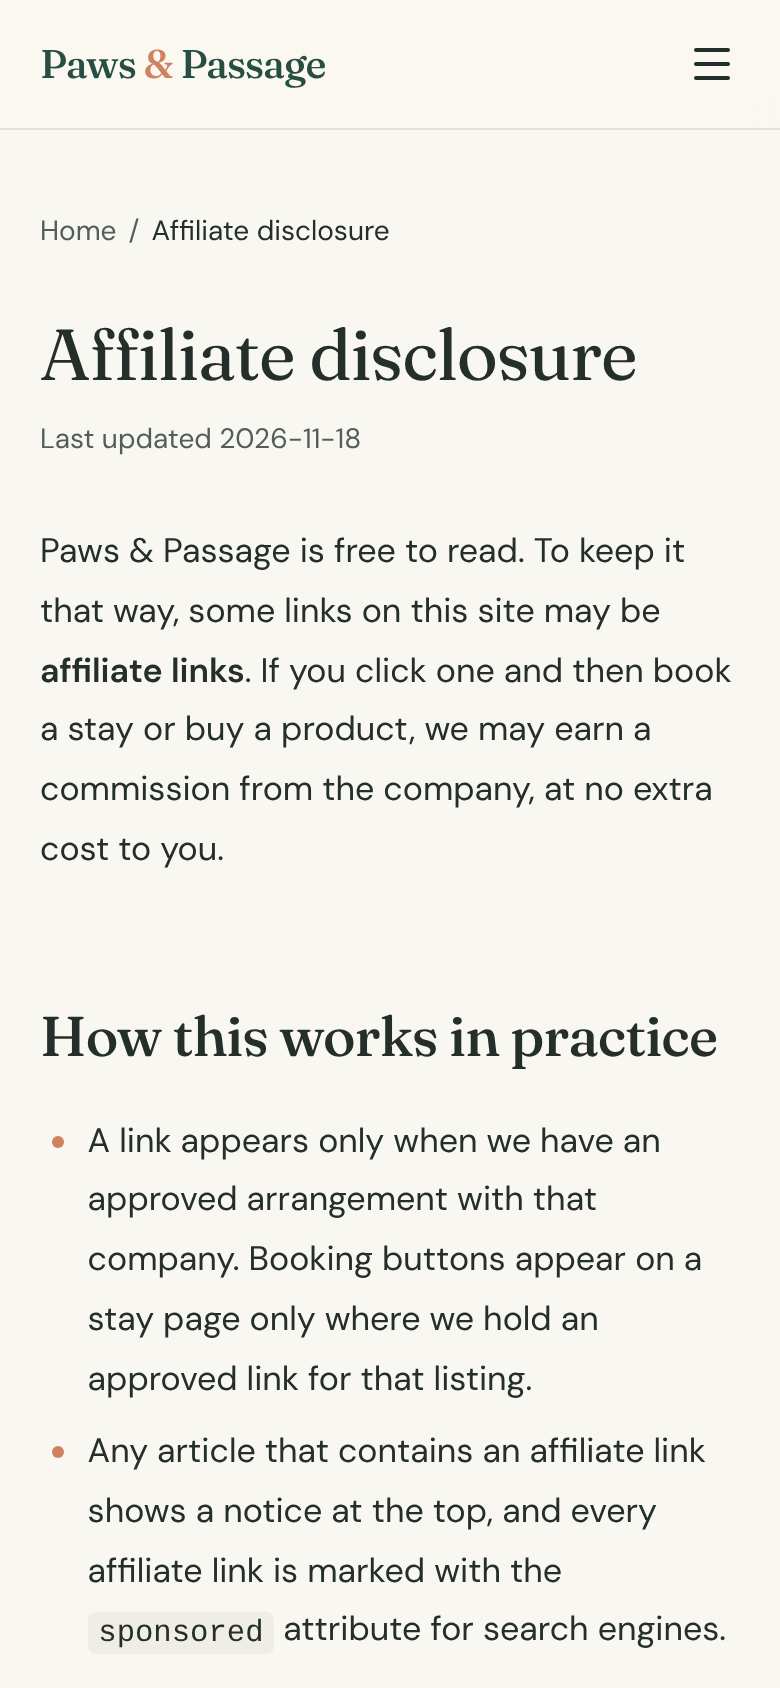 Paws & Passage
Home / Affiliate disclosure
Affiliate disclosure
Last updated 2026-11-18
Paws & Passage is free to read. To keep it
that way, some links on this site may be
affiliate links. If you click one and then book
a stay or buy a product, we may earn a
commission from the company, at no extra
cost to you.
How this works in practice
• A link appears only when we have an
approved arrangement with that
company. Booking buttons appear on a
stay page only where we hold an
approved link for that listing.
• Any article that contains an affiliate link
shows a notice at the top, and every
affiliate link is marked with the
sponsored attribute for search engines.